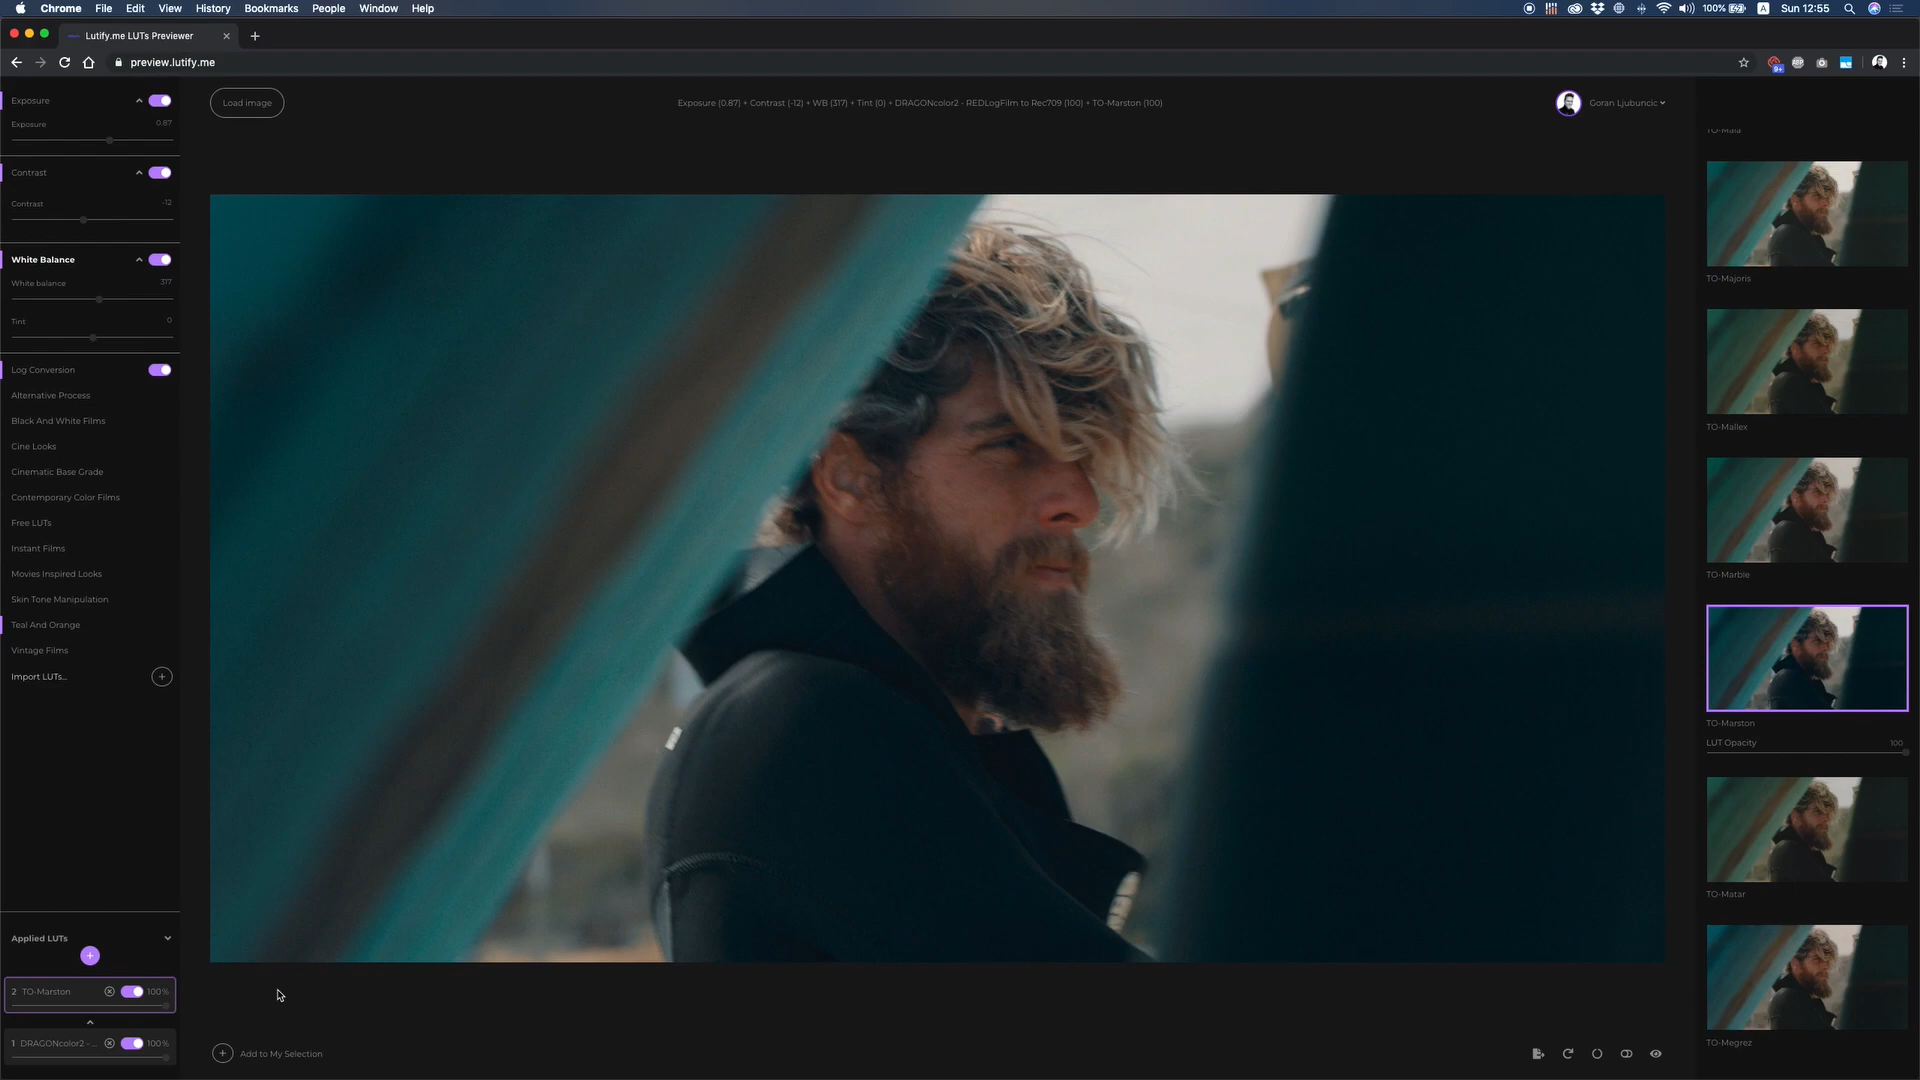 Chrome File Edit View History Bookmarks People Window Help
100% A Sun 12:55
Lutify.me LUTs Previewer
preview.lutify.me
9+ ABP
Exposure
Exposure 0.87
Contrast
Contrast -12
White Balance
White balance 317
Tint 0
Log Conversion
Alternative Process
Black And White Films
Cine Looks
Cinematic Base Grade
Contemporary Color Films
Free LUTs
Instant Films
Movies Inspired Looks
Skin Tone Manipulation
Teal And Orange
Vintage Films
Import LUTs...
Applied LUTs
2 TO-Marston 100%
1 DRAGONcolor2 - ... 100%
Load image
Exposure (0.87) + Contrast (-12) + WB (317) + Tint (0) + DRAGONcolor2 - REDLogFilm to Rec709 (100) + TO-Marston (100)
Goran Ljubuncic
Add to My Selection
TO-Majoris
TO-Mallex
TO-Marbie
TO-Marston
LUT Opacity 100
TO-Matar
TO-Megrez